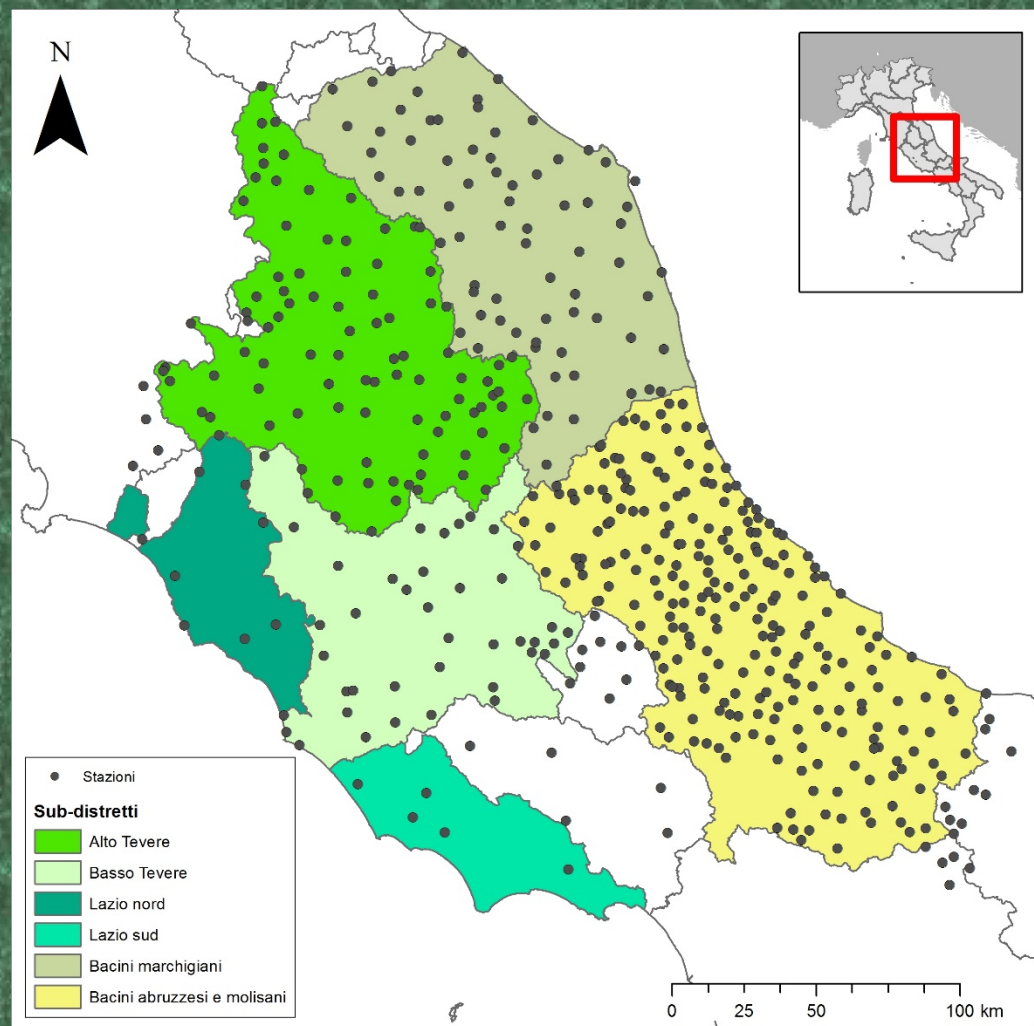 N
Stazioni
Sub-distretti
Alto Tevere
Basso Tevere
Lazio nord
Lazio sud
Bacini marchigiani
Bacini abruzzesi e molisani
0 25 50 100 km